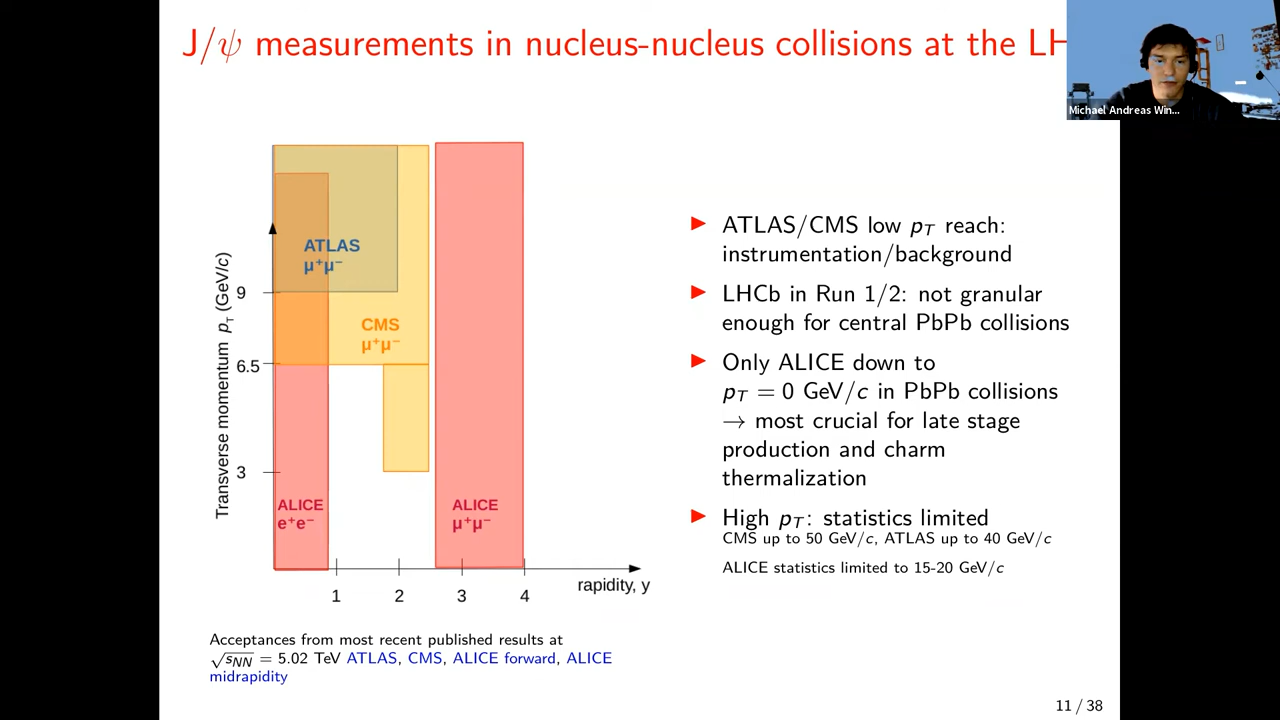 J/ψ measurements in nucleus-nucleus collisions at the LH
Michael Andreas Win...
Transverse momentum p_T (GeV/c)
9
6.5
3
ATLAS
μ⁺μ⁻
CMS
μ⁺μ⁻
ALICE
e⁺e⁻
ALICE
μ⁺μ⁻
1
2
3
4
rapidity, y
Acceptances from most recent published results at
√s_NN = 5.02 TeV ATLAS, CMS, ALICE forward, ALICE
midrapidity
ATLAS/CMS low p_T reach:
instrumentation/background
LHCb in Run 1/2: not granular
enough for central PbPb collisions
Only ALICE down to
p_T = 0 GeV/c in PbPb collisions
→ most crucial for late stage
production and charm
thermalization
High p_T: statistics limited
CMS up to 50 GeV/c, ATLAS up to 40 GeV/c
ALICE statistics limited to 15-20 GeV/c
11 / 38